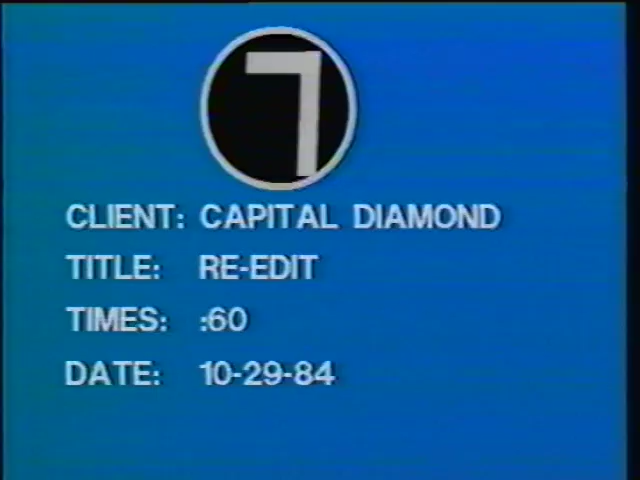 7
CLIENT: CAPITAL DIAMOND
TITLE: RE-EDIT
TIMES: :60
DATE: 10-29-84